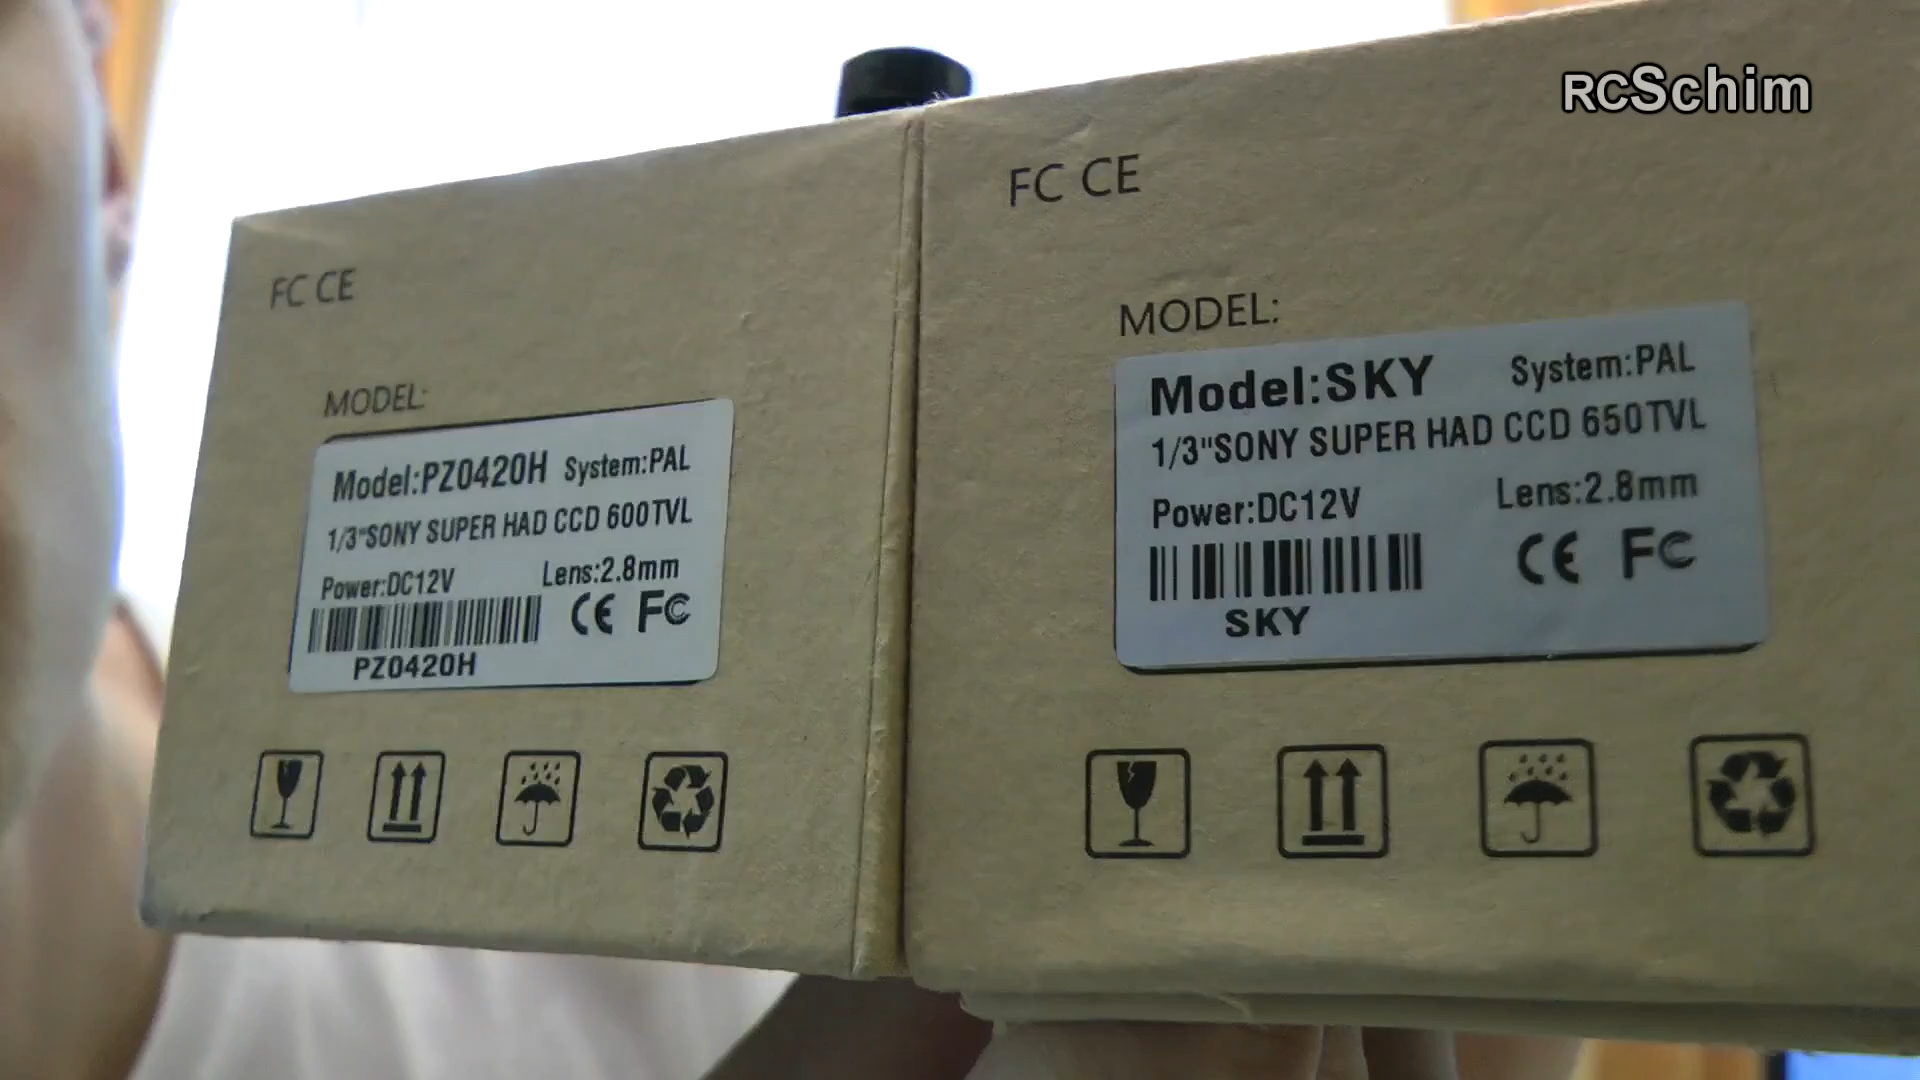 RCSchim
FC CE
MODEL:
Model:PZ0420H System:PAL
1/3"SONY SUPER HAD CCD 600TVL
Power:DC12V Lens:2.8mm
CE FC
PZ0420H
FC CE
MODEL:
Model:SKY System:PAL
1/3"SONY SUPER HAD CCD 650TVL
Power:DC12V Lens:2.8mm
CE FC
SKY